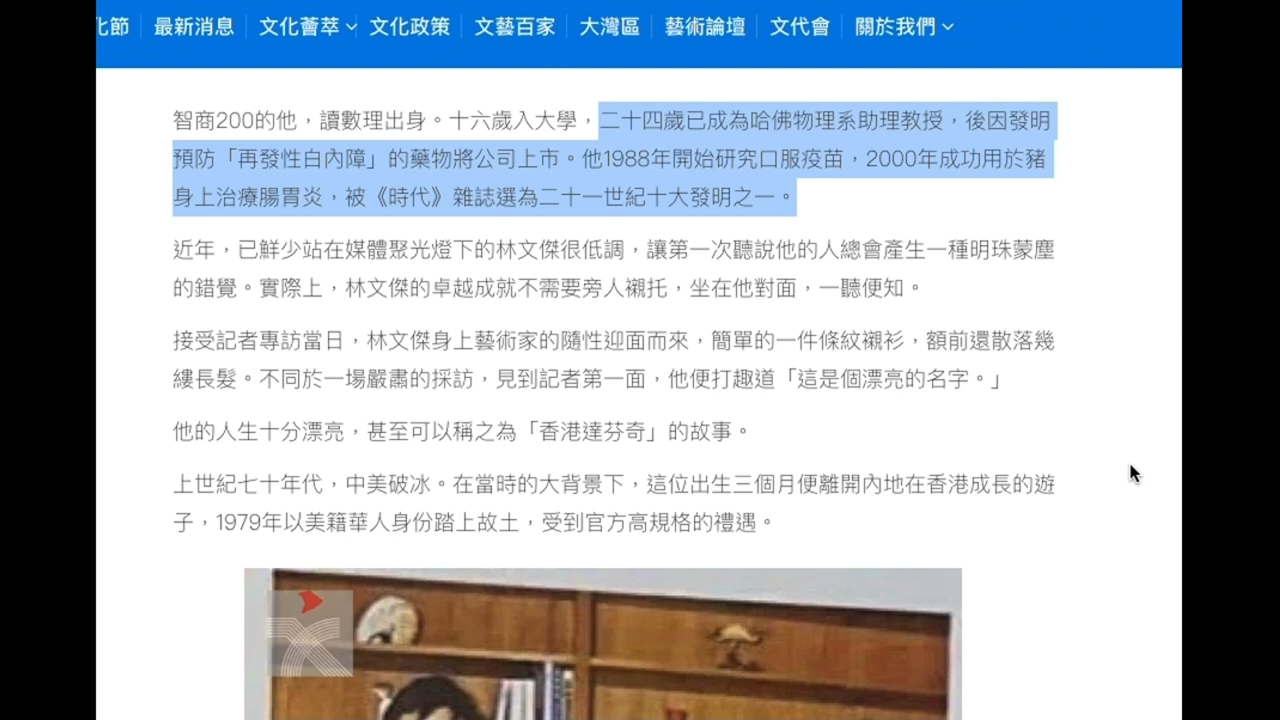 化節 最新消息 文化薈萃 文化政策 文藝百家 大灣區 藝術論壇 文代會 關於我們
智商200的他，讀數理出身。十六歲入大學，二十四歲已成為哈佛物理系助理教授，後因發明
預防「再發性白內障」的藥物將公司上市。他1988年開始研究口服疫苗，2000年成功用於豬
身上治療腸胃炎，被《時代》雜誌選為二十一世紀十大發明之一。
近年，已鮮少站在媒體聚光燈下的林文傑很低調，讓第一次聽說他的人總會產生一種明珠蒙塵
的錯覺。實際上，林文傑的卓越成就不需要旁人襯托，坐在他對面，一聽便知。
接受記者專訪當日，林文傑身上藝術家的隨性迎面而來，簡單的一件條紋襯衫，額前還散落幾
縷長髮。不同於一場嚴肅的採訪，見到記者第一面，他便打趣道「這是個漂亮的名字。」
他的人生十分漂亮，甚至可以稱之為「香港達芬奇」的故事。
上世紀七十年代，中美破冰。在當時的大背景下，這位出生三個月便離開內地在香港成長的遊
子，1979年以美籍華人身份踏上故土，受到官方高規格的禮遇。